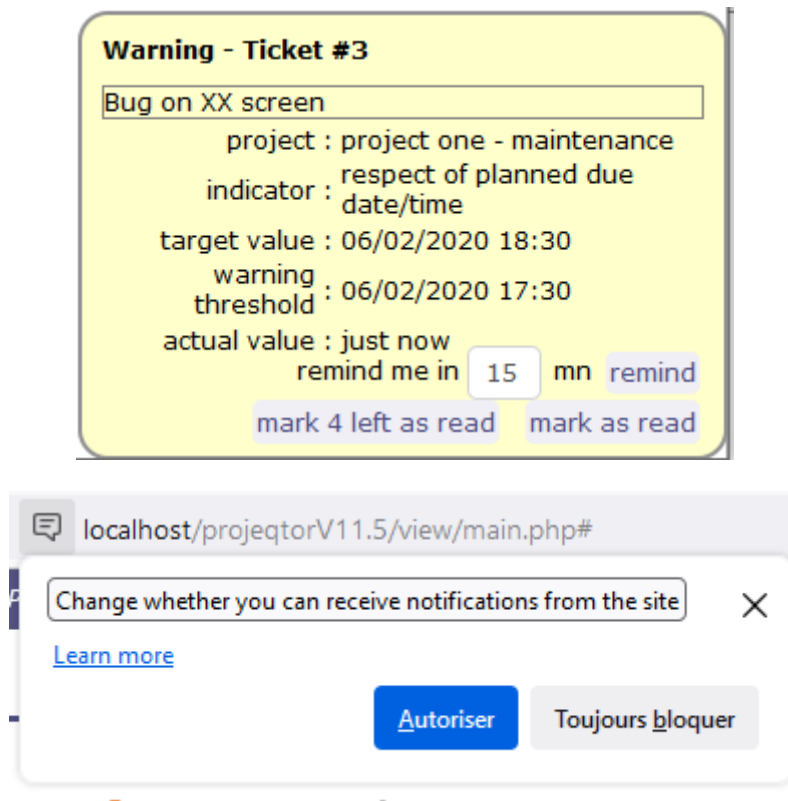 Warning - Ticket #3
Bug on XX screen
project : project one - maintenance
indicator : respect of planned due
date/time
target value : 06/02/2020 18:30
warning
threshold : 06/02/2020 17:30
actual value : just now
remind me in 15 mn remind
mark 4 left as read mark as read
localhost/projeqtorV11.5/view/main.php#
Change whether you can receive notifications from the site
Learn more
Autoriser Toujours bloquer